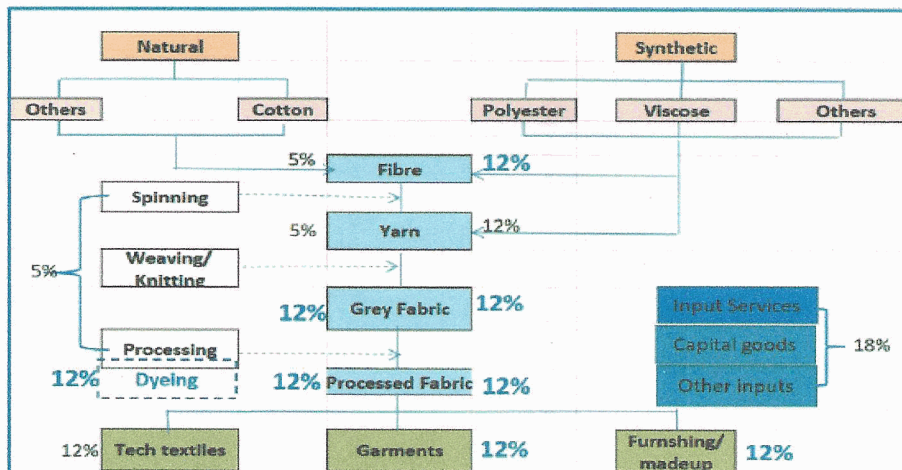 Natural
Synthetic
Others
Cotton
Polyester
Viscose
Others
5%
Fibre
12%
Spinning
5%
Yarn
12%
5%
Weaving/
Knitting
12%
Grey Fabric
12%
Input Services
Capital goods
Other inputs
18%
Processing
12%
Dyeing
12%
Processed Fabric
12%
12%
Tech textiles
Garments
12%
Furnshing/
madeup
12%